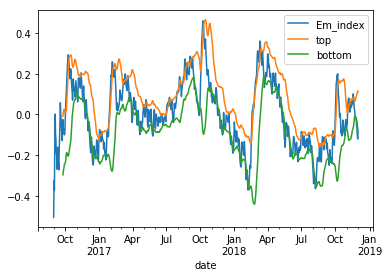 Em_index
top
bottom
0.4
0.2
0.0
−0.2
−0.4
Oct Jan Apr Jul Oct Jan Apr Jul Oct Jan
2017 2018 2019
date